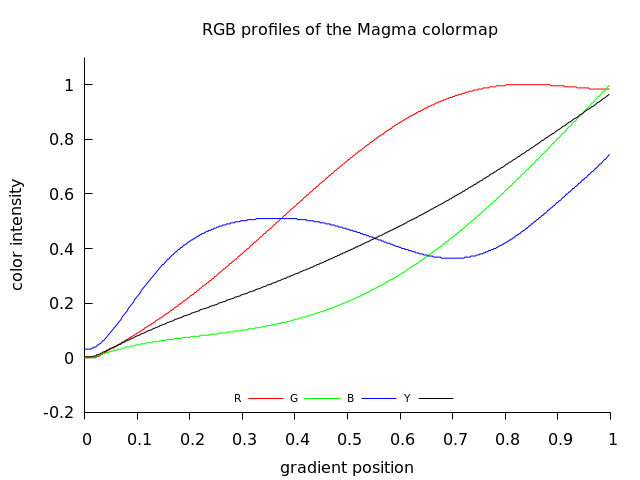 RGB profiles of the Magma colormap
color intensity
1
0.8
0.6
0.4
0.2
0
-0.2
R G B Y
0 0.1 0.2 0.3 0.4 0.5 0.6 0.7 0.8 0.9 1
gradient position